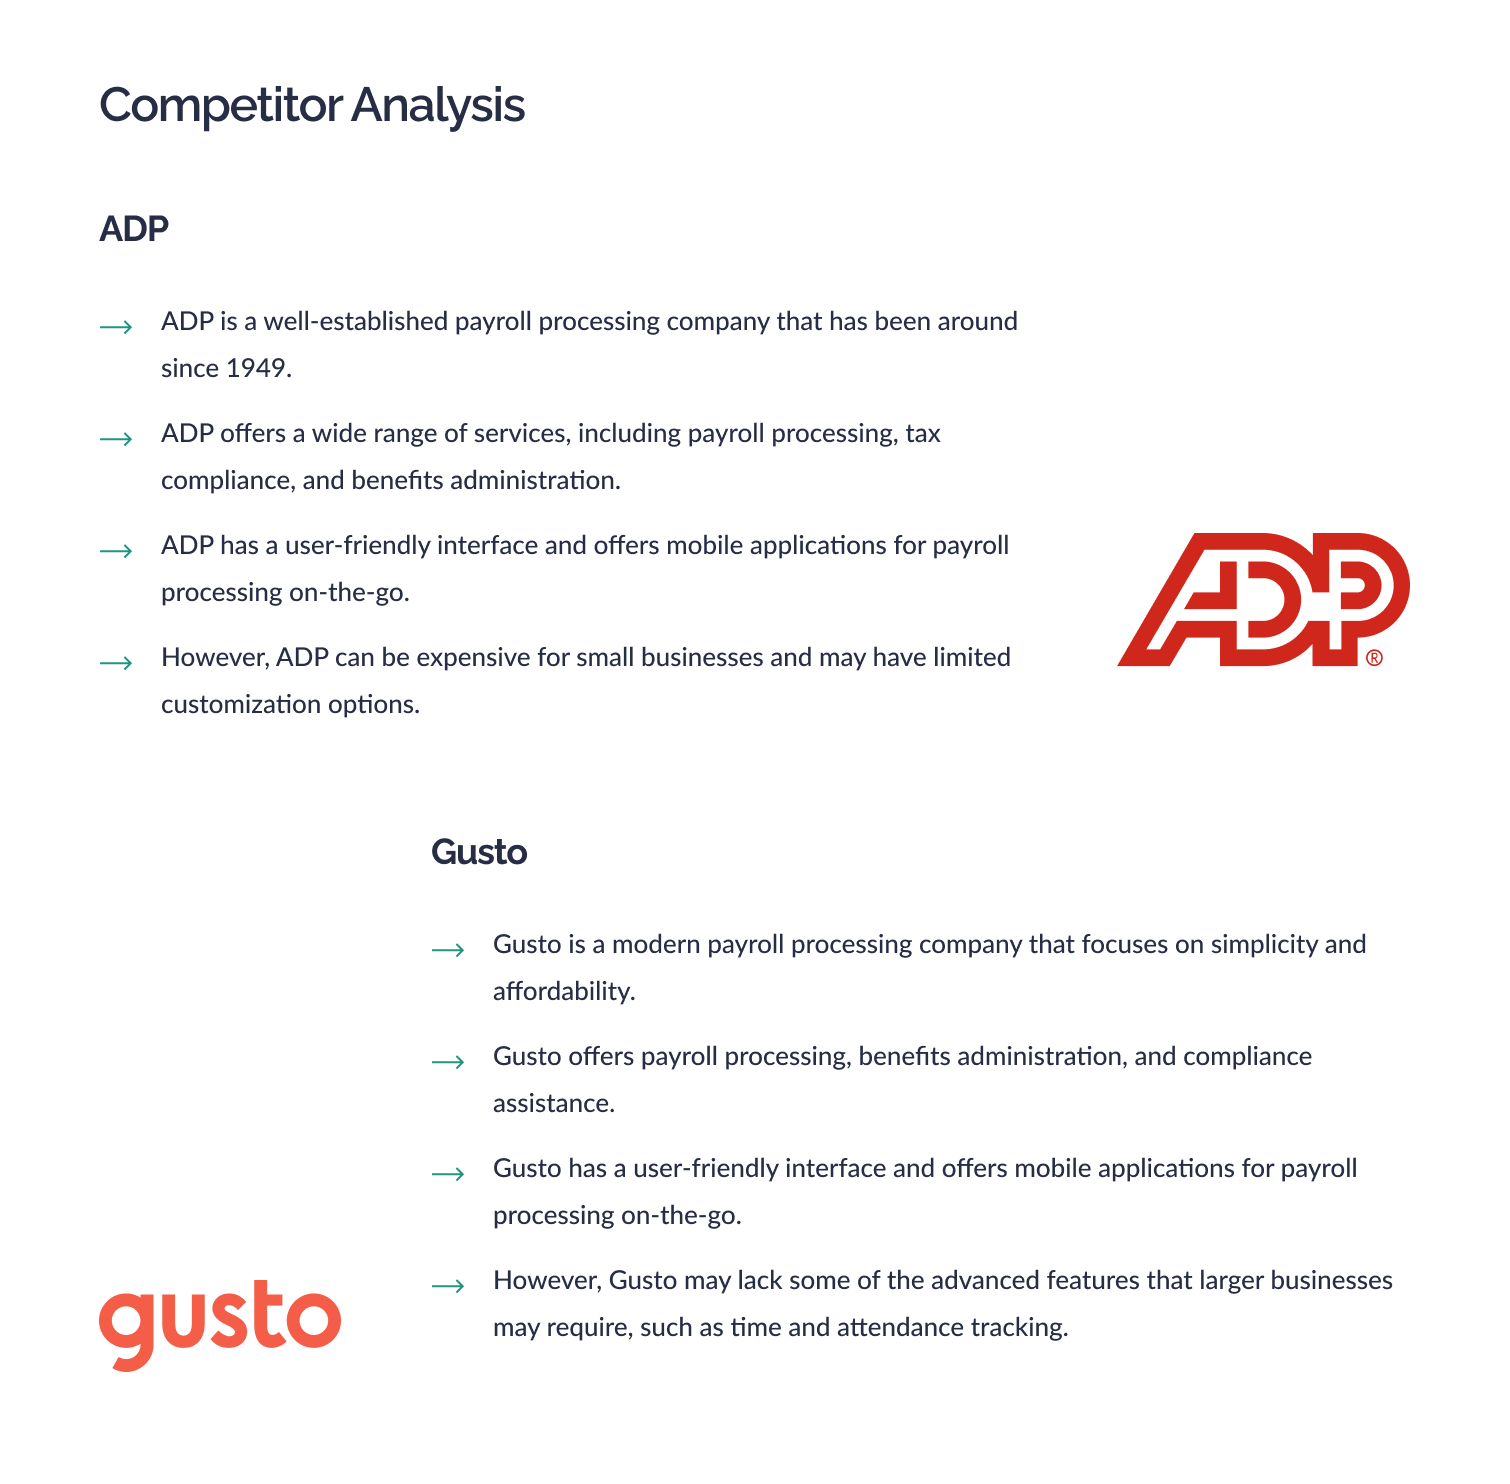 Competitor Analysis
ADP
ADP is a well-established payroll processing company that has been around
since 1949.
ADP offers a wide range of services, including payroll processing, tax
compliance, and benefits administration.
ADP has a user-friendly interface and offers mobile applications for payroll
processing on-the-go.
However, ADP can be expensive for small businesses and may have limited
customization options.
ADP®
Gusto
Gusto is a modern payroll processing company that focuses on simplicity and
affordability.
Gusto offers payroll processing, benefits administration, and compliance
assistance.
Gusto has a user-friendly interface and offers mobile applications for payroll
processing on-the-go.
However, Gusto may lack some of the advanced features that larger businesses
may require, such as time and attendance tracking.
gusto